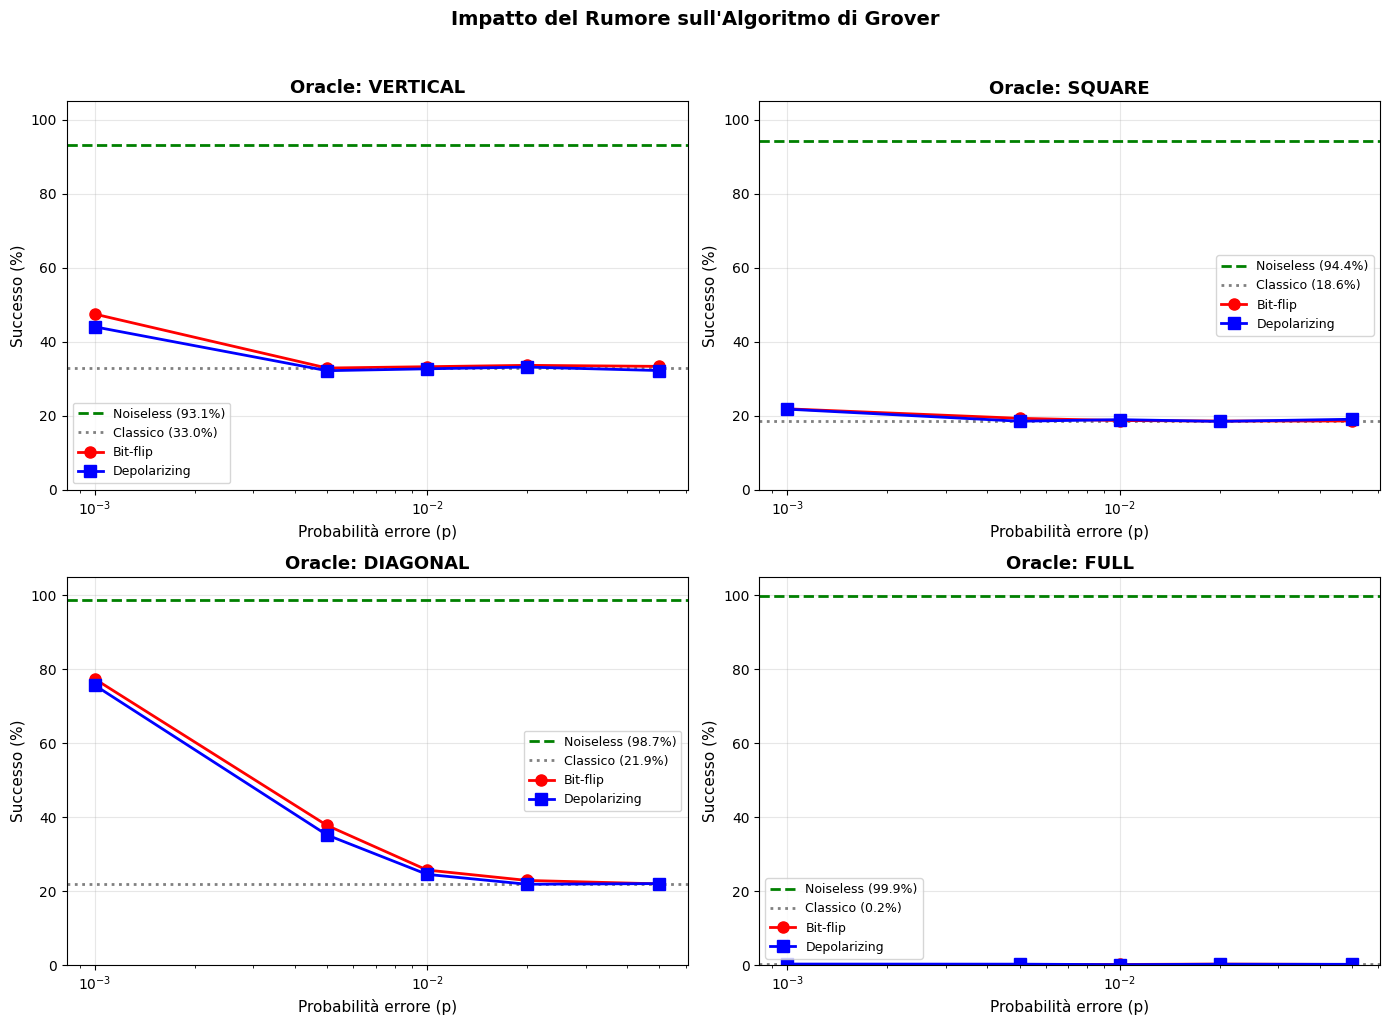 Impatto del Rumore sull'Algoritmo di Grover
Oracle: VERTICAL
100
80
60
40
20
0
Successo (%)
Noiseless (93.1%)
Classico (33.0%)
Bit-flip
Depolarizing
10⁻³
10⁻²
Probabilità errore (p)
Oracle: SQUARE
100
80
60
40
20
0
Successo (%)
Noiseless (94.4%)
Classico (18.6%)
Bit-flip
Depolarizing
10⁻³
10⁻²
Probabilità errore (p)
Oracle: DIAGONAL
100
80
60
40
20
0
Successo (%)
Noiseless (98.7%)
Classico (21.9%)
Bit-flip
Depolarizing
10⁻³
10⁻²
Probabilità errore (p)
Oracle: FULL
100
80
60
40
20
0
Successo (%)
Noiseless (99.9%)
Classico (0.2%)
Bit-flip
Depolarizing
10⁻³
10⁻²
Probabilità errore (p)